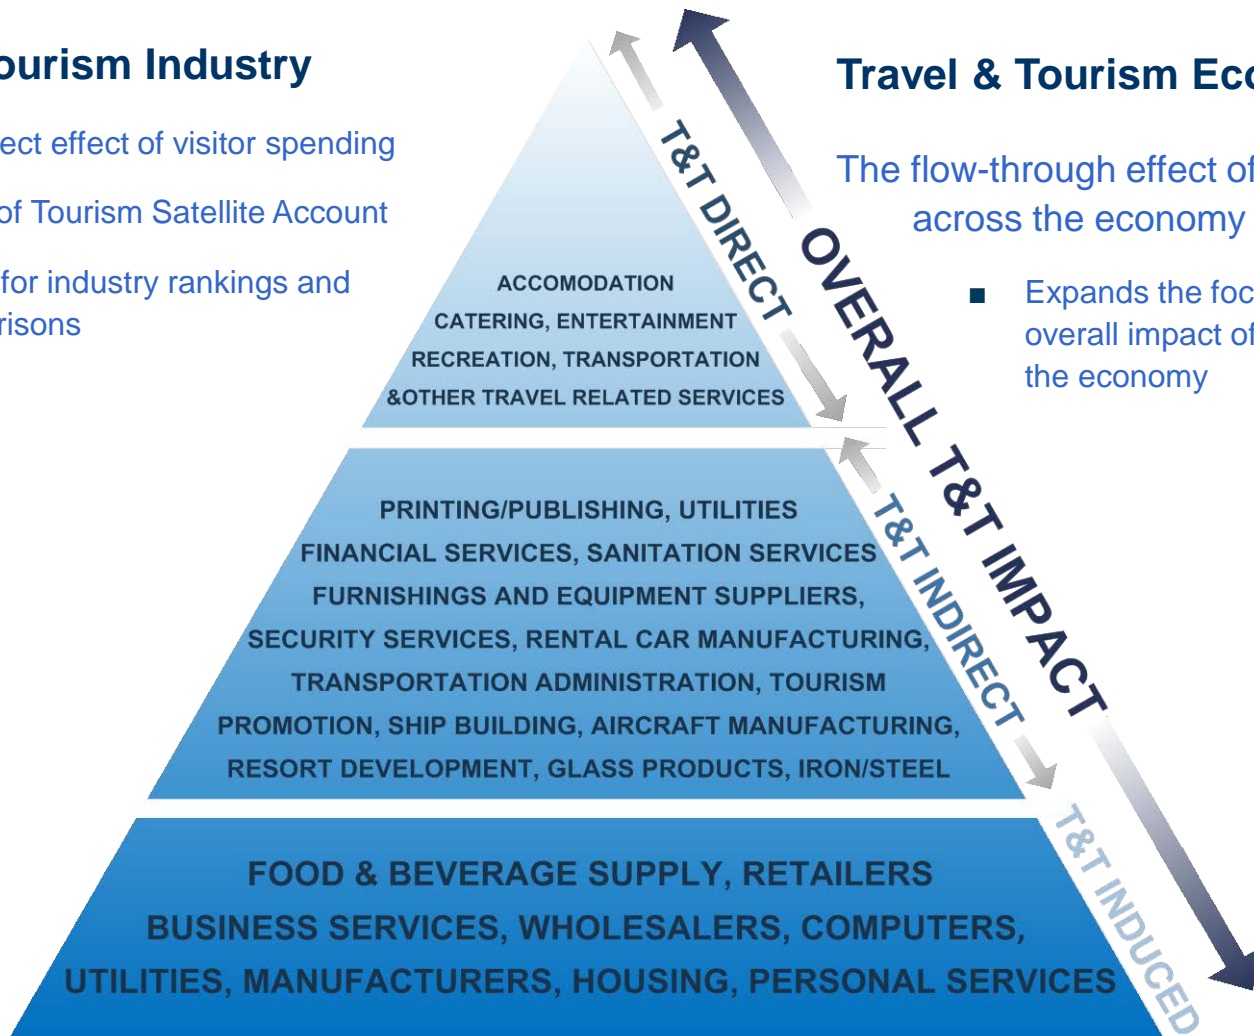 ourism Industry
ect effect of visitor spending
of Tourism Satellite Account
for industry rankings and
risons
Travel & Tourism Eco
The flow-through effect of
across the economy
■ Expands the foc
overall impact of
the economy
ACCOMODATION
CATERING, ENTERTAINMENT
RECREATION, TRANSPORTATION
&OTHER TRAVEL RELATED SERVICES
PRINTING/PUBLISHING, UTILITIES
FINANCIAL SERVICES, SANITATION SERVICES
FURNISHINGS AND EQUIPMENT SUPPLIERS,
SECURITY SERVICES, RENTAL CAR MANUFACTURING,
TRANSPORTATION ADMINISTRATION, TOURISM
PROMOTION, SHIP BUILDING, AIRCRAFT MANUFACTURING,
RESORT DEVELOPMENT, GLASS PRODUCTS, IRON/STEEL
FOOD & BEVERAGE SUPPLY, RETAILERS
BUSINESS SERVICES, WHOLESALERS, COMPUTERS,
UTILITIES, MANUFACTURERS, HOUSING, PERSONAL SERVICES
T&T DIRECT
T&T INDIRECT
T&T INDUCED
OVERALL T&T IMPACT